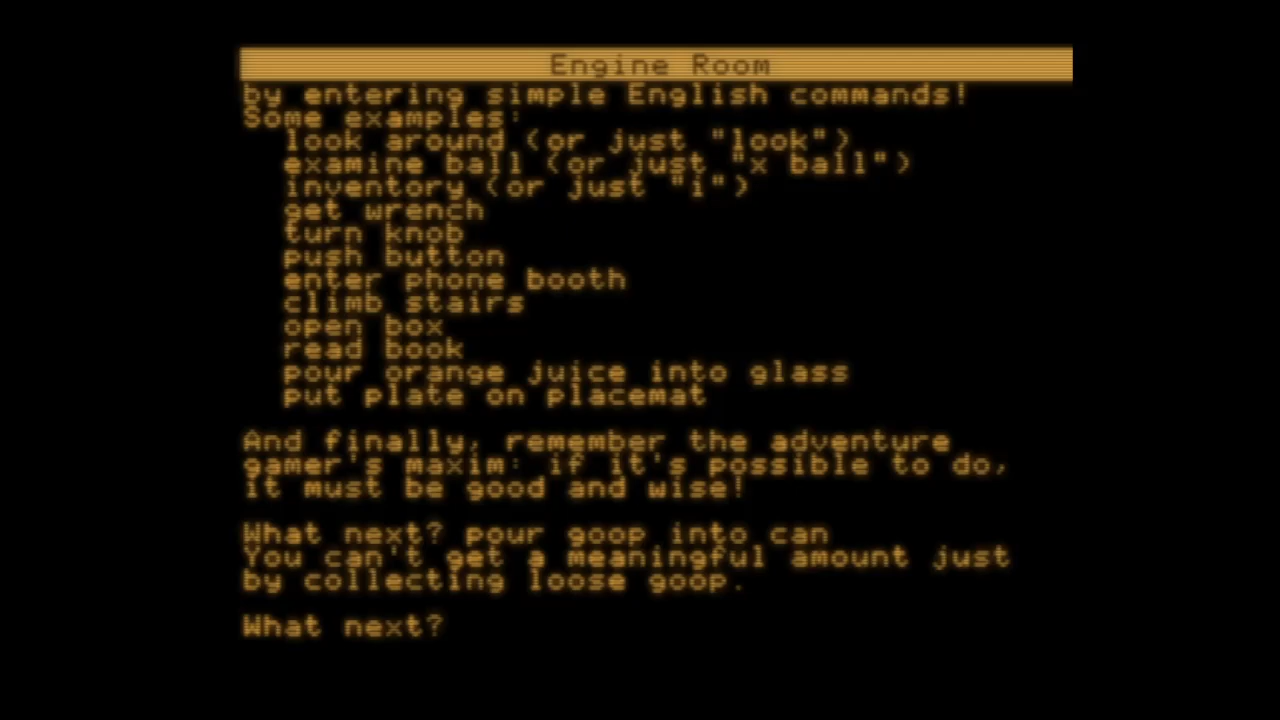 Engine Room
by entering simple English commands!
Some examples:
look around (or just "look")
examine ball (or just "x ball")
inventory (or just "i")
get wrench
turn knob
push button
enter phone booth
climb stairs
open box
read book
pour orange juice into glass
put plate on placemat
And finally, remember the adventure
gamer's maxim: if it's possible to do,
it must be good and wise!
What next? pour goop into can
You can't get a meaningful amount just
by collecting loose goop.
What next?